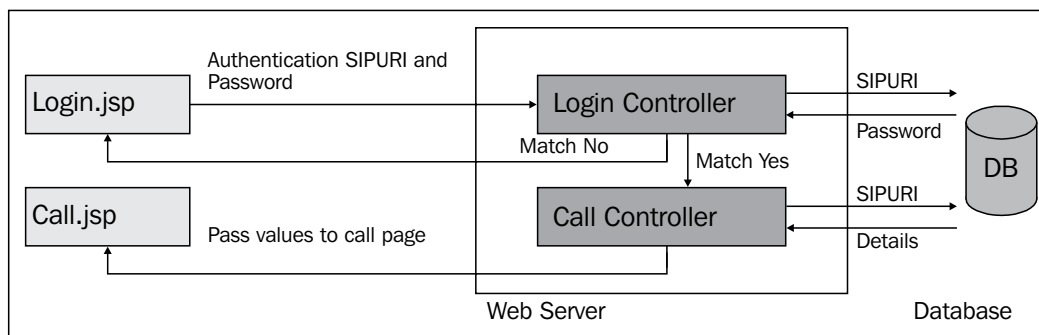 Authentication SIPURI and
Password
Login.jsp
Login Controller
SIPURI
Password
Match No
Match Yes
DB
Call.jsp
Call Controller
SIPURI
Pass values to call page
Details
Web Server
Database